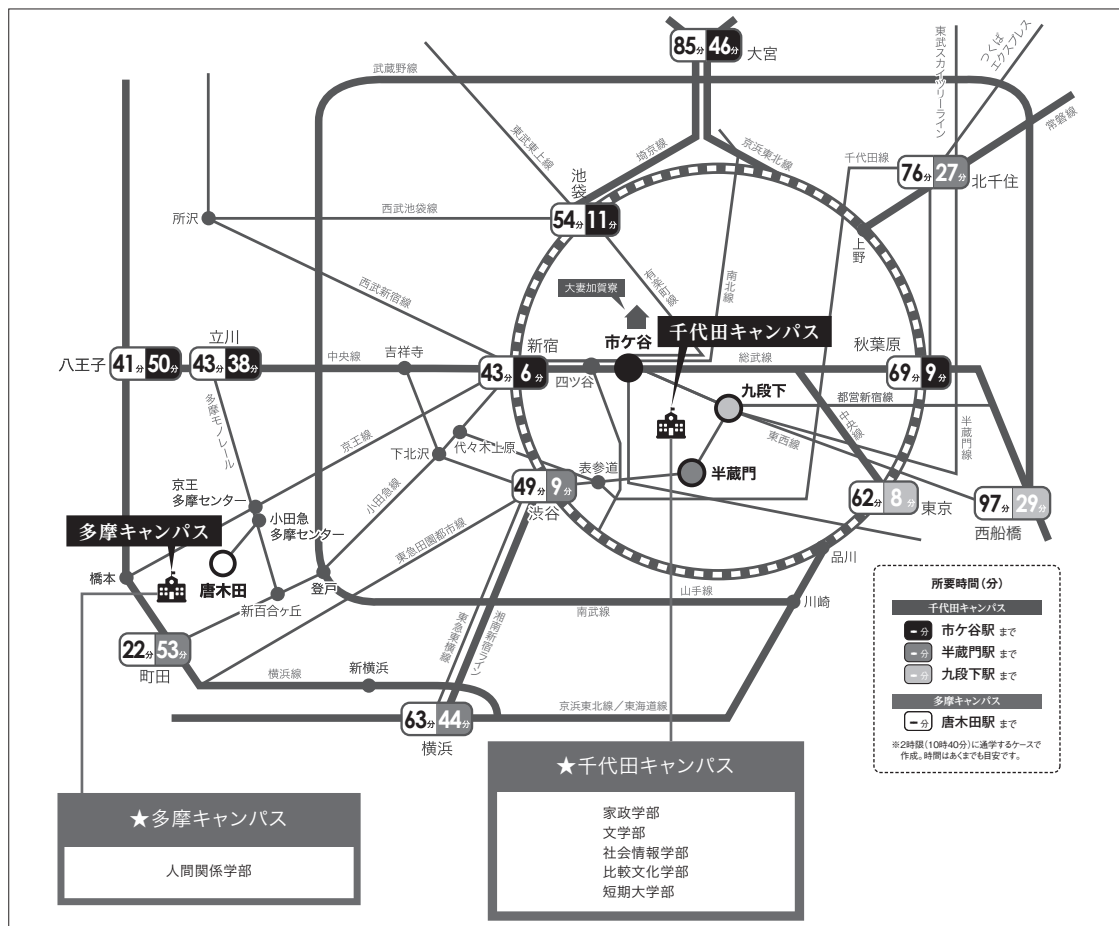 85分 46分 大宮
武蔵野線
東武スカイツリーライン
つくば
エクスプレス
常磐線
東武東上線
埼京線
京浜東北線
千代田線
76分 27分 北千住
池袋
54分 11分
所沢
西武池袋線
上野
西武新宿線
有楽町線
南北線
大妻加賀寮
市ケ谷
千代田キャンパス
立川
八王子 41分 50分
43分 38分
中央線
吉祥寺
新宿
43分 6分
四ツ谷
総武線
秋葉原
69分 9分
九段下
都営新宿線
中央線
東西線
半蔵門線
多摩モノレール
京王線
下北沢
代々木上原
表参道
半蔵門
49分 9分
渋谷
62分 8分 東京
97分 29分
西船橋
京王
多摩センター
小田急
多摩センター
小田急線
東急田園都市線
多摩キャンパス
橋本
唐木田
新百合ヶ丘
登戸
品川
山手線
南武線
川崎
東急東横線
湘南新宿ライン
22分 53分
町田
横浜線
新横浜
63分 44分
横浜
京浜東北線/東海道線
所要時間(分)
千代田キャンパス
-分 市ケ谷駅 まで
-分 半蔵門駅 まで
-分 九段下駅 まで
多摩キャンパス
-分 唐木田駅 まで
※2時限(10時40分)に通学するケースで
作成。時間はあくまでも目安です。
★千代田キャンパス
家政学部
文学部
社会情報学部
比較文化学部
短期大学部
★多摩キャンパス
人間関係学部